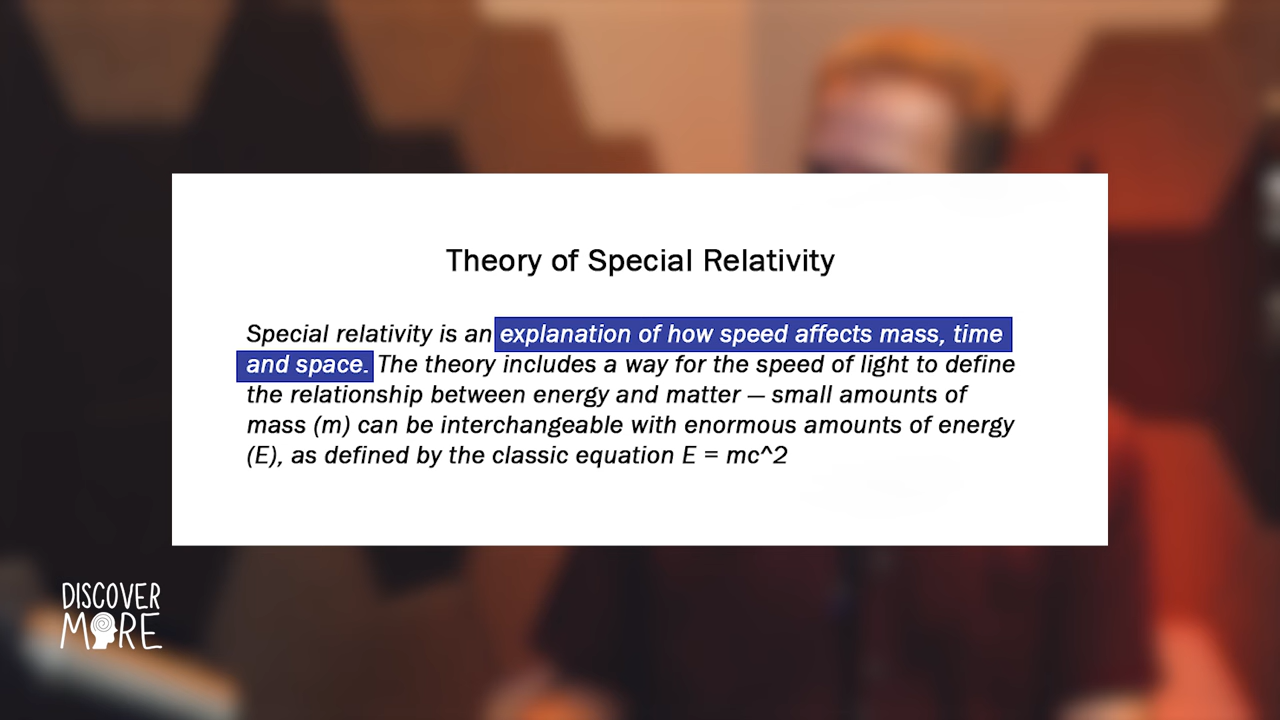 Theory of Special Relativity
Special relativity is an explanation of how speed affects mass, time
and space. The theory includes a way for the speed of light to define
the relationship between energy and matter — small amounts of
mass (m) can be interchangeable with enormous amounts of energy
(E), as defined by the classic equation E = mc^2
DISCOVER
MORE